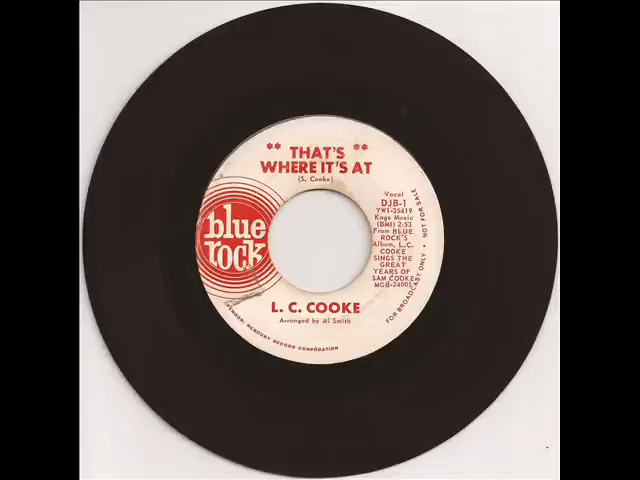 ** THAT'S **
WHERE IT'S AT
(S. Cooke)
blue
rock
Vocal
DJB-1
YW1-35419
Kags Music
(BMI) 2:53
From BLUE
ROCK'S
Album, L.C.
COOKE
SINGS THE
GREAT
YEARS OF
SAM COOKE
MGB-24001
FOR BROADCAST ONLY • NOT FOR SALE
L. C. COOKE
Arranged by Al Smith
VENDOR: MERCURY RECORD CORPORATION